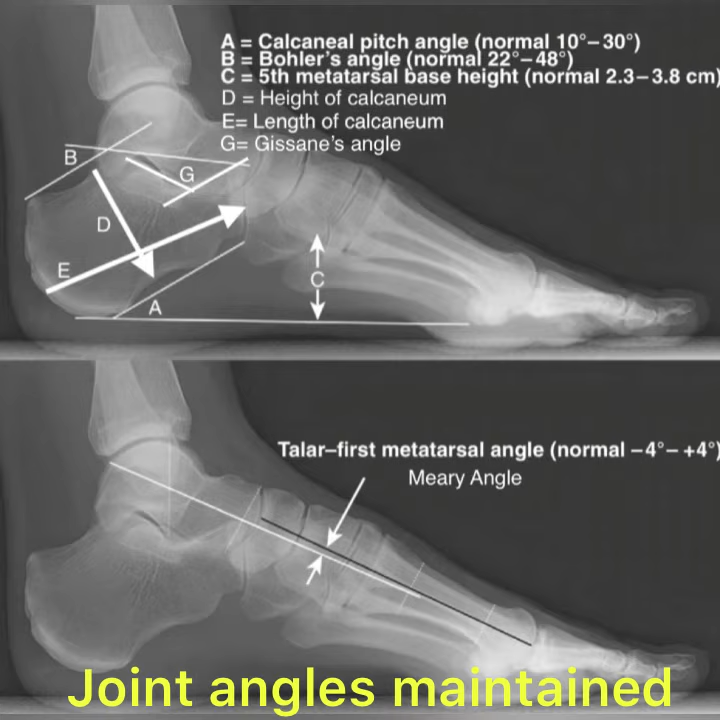 A = Calcaneal pitch angle (normal 10°–30°)
B = Bohler's angle (normal 22°–48°)
C = 5th metatarsal base height (normal 2.3–3.8 cm)
D = Height of calcaneum
E= Length of calcaneum
G= Gissane's angle
B
G
D
E
C
A
Talar–first metatarsal angle (normal –4°– +4°)
Meary Angle
Joint angles maintained